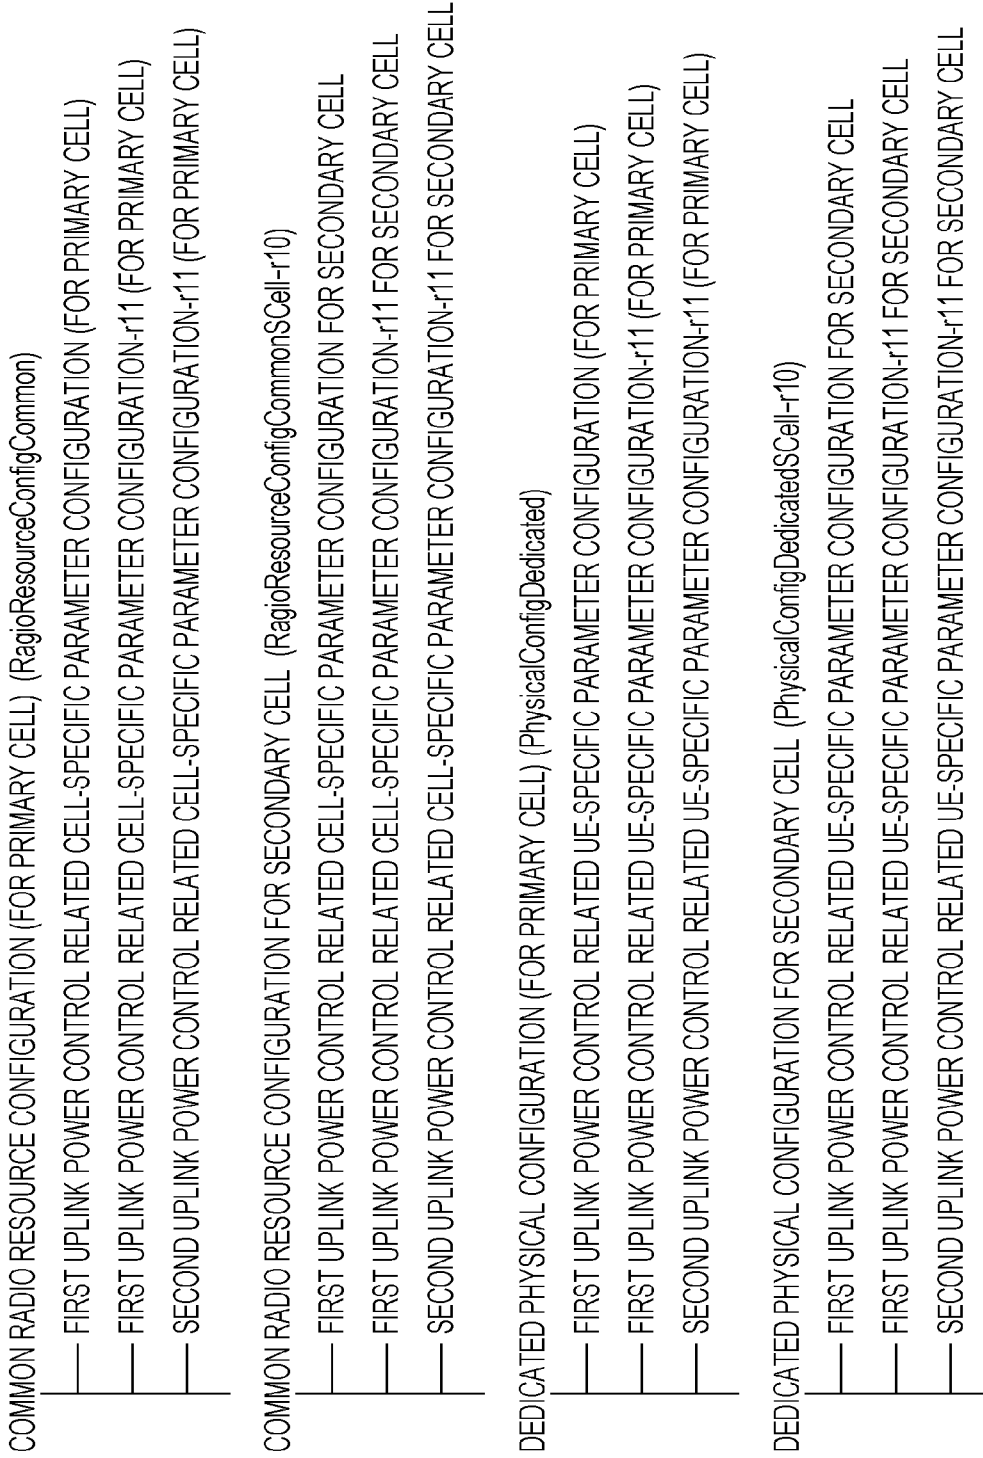 COMMON RADIO RESOURCE CONFIGURATION (FOR PRIMARY CELL) (RagioResourceConfigCommon)
FIRST UPLINK POWER CONTROL RELATED CELL-SPECIFIC PARAMETER CONFIGURATION (FOR PRIMARY CELL)
FIRST UPLINK POWER CONTROL RELATED CELL-SPECIFIC PARAMETER CONFIGURATION-r11 (FOR PRIMARY CELL)
SECOND UPLINK POWER CONTROL RELATED CELL-SPECIFIC PARAMETER CONFIGURATION-r11 (FOR PRIMARY CELL)
COMMON RADIO RESOURCE CONFIGURATION FOR SECONDARY CELL (RagioResourceConfigCommonSCell-r10)
FIRST UPLINK POWER CONTROL RELATED CELL-SPECIFIC PARAMETER CONFIGURATION FOR SECONDARY CELL
FIRST UPLINK POWER CONTROL RELATED CELL-SPECIFIC PARAMETER CONFIGURATION-r11 FOR SECONDARY CELL
SECOND UPLINK POWER CONTROL RELATED CELL-SPECIFIC PARAMETER CONFIGURATION-r11 FOR SECONDARY CELL
DEDICATED PHYSICAL CONFIGURATION (FOR PRIMARY CELL) (PhysicalConfigDedicated)
FIRST UPLINK POWER CONTROL RELATED UE-SPECIFIC PARAMETER CONFIGURATION (FOR PRIMARY CELL)
FIRST UPLINK POWER CONTROL RELATED UE-SPECIFIC PARAMETER CONFIGURATION-r11 (FOR PRIMARY CELL)
SECOND UPLINK POWER CONTROL RELATED UE-SPECIFIC PARAMETER CONFIGURATION-r11 (FOR PRIMARY CELL)
DEDICATED PHYSICAL CONFIGURATION FOR SECONDARY CELL (PhysicalConfigDedicatedSCell-r10)
FIRST UPLINK POWER CONTROL RELATED UE-SPECIFIC PARAMETER CONFIGURATION FOR SECONDARY CELL
FIRST UPLINK POWER CONTROL RELATED UE-SPECIFIC PARAMETER CONFIGURATION-r11 FOR SECONDARY CELL
SECOND UPLINK POWER CONTROL RELATED UE-SPECIFIC PARAMETER CONFIGURATION-r11 FOR SECONDARY CELL